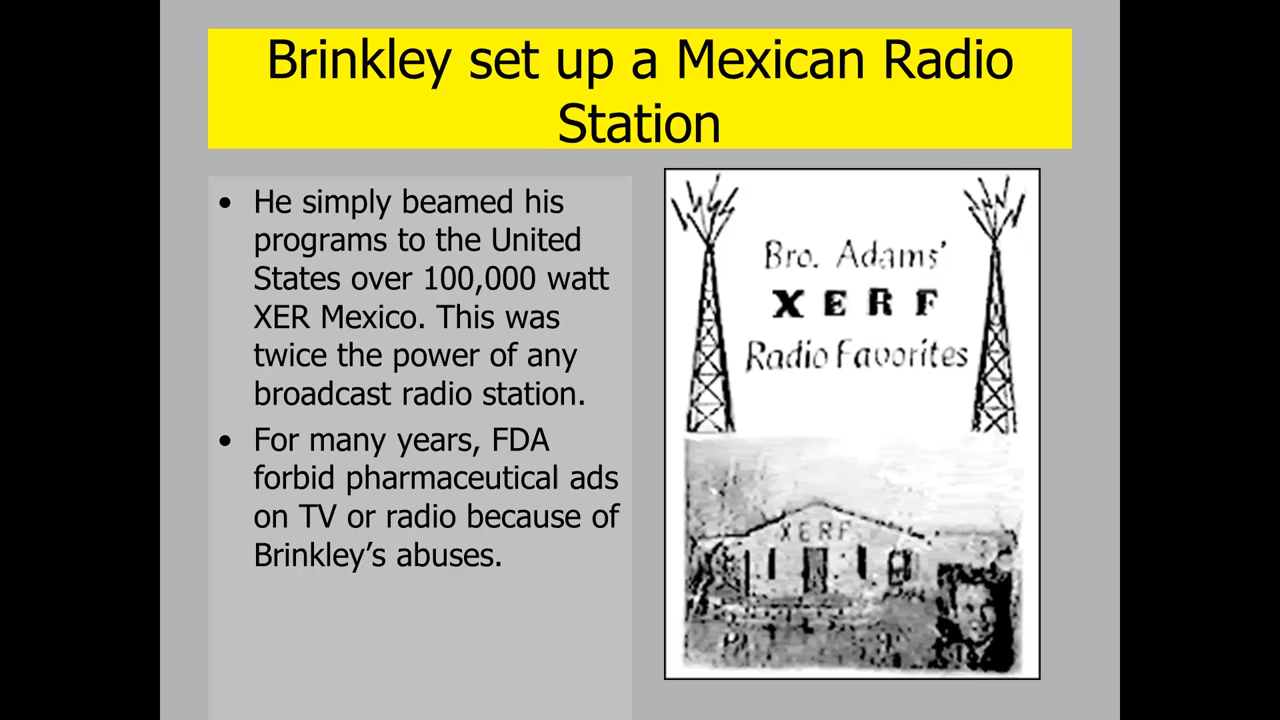 Brinkley set up a Mexican Radio
Station
• He simply beamed his
programs to the United
States over 100,000 watt
XER Mexico. This was
twice the power of any
broadcast radio station.
• For many years, FDA
forbid pharmaceutical ads
on TV or radio because of
Brinkley’s abuses.
Bro. Adams'
XERF
Radio Favorites
XERF